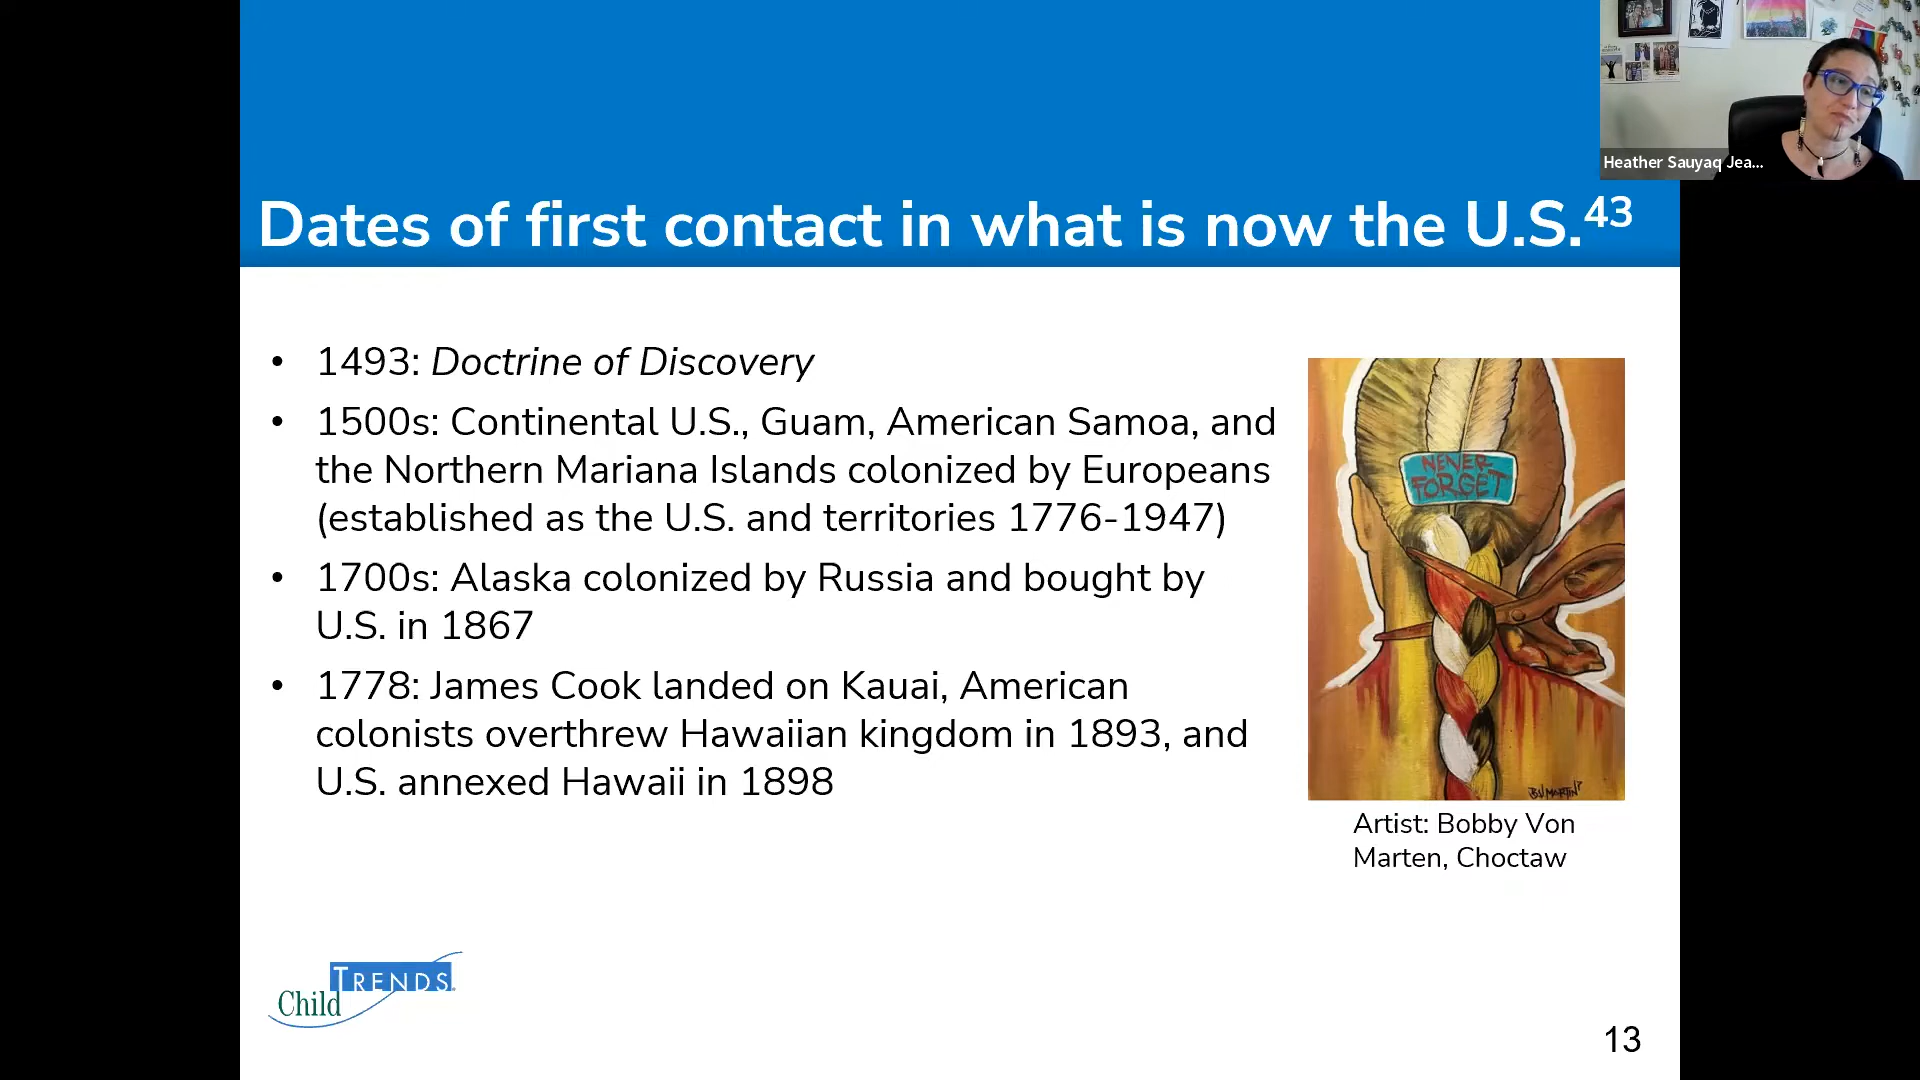 Heather Sauyaq Jea...
Dates of first contact in what is now the U.S.43
• 1493: Doctrine of Discovery
• 1500s: Continental U.S., Guam, American Samoa, and
the Northern Mariana Islands colonized by Europeans
(established as the U.S. and territories 1776-1947)
• 1700s: Alaska colonized by Russia and bought by
U.S. in 1867
• 1778: James Cook landed on Kauai, American
colonists overthrew Hawaiian kingdom in 1893, and
U.S. annexed Hawaii in 1898
NEVER
FORGET
Artist: Bobby Von
Marten, Choctaw
Child TRENDS
13